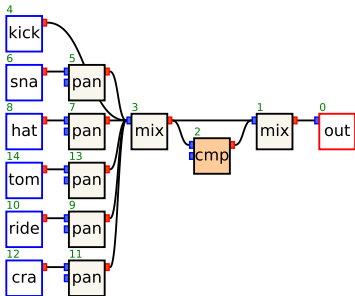 4
kick
6 5
sna pan
8 7 3 1 0
hat pan mix mix out
2
cmp
14 13
tom pan
10 9
ride pan
12 11
cra pan